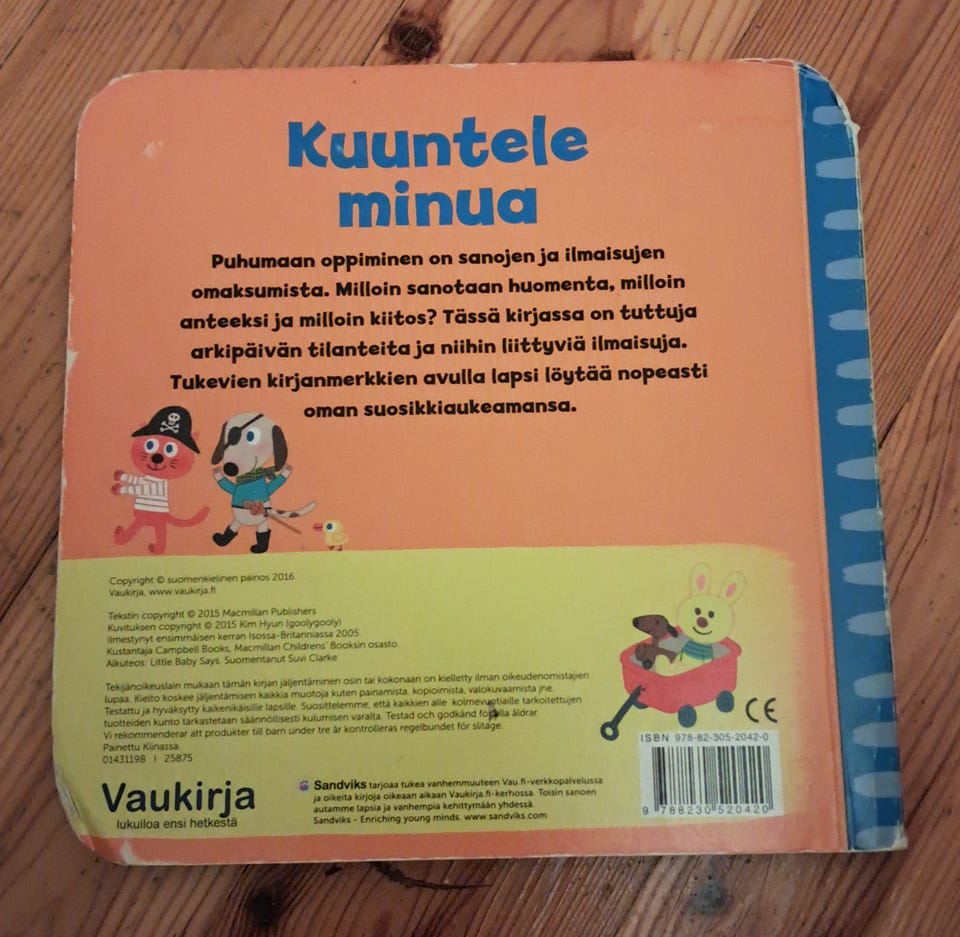 Kuuntele
minua
Puhumaan oppiminen on sanojen ja ilmaisujen
omaksumista. Milloin sanotaan huomenta, milloin
anteeksi ja milloin kiitos? Tässä kirjassa on tuttuja
arkipäivän tilanteita ja niihin liittyviä ilmaisuja.
Tukevien kirjanmerkkien avulla lapsi löytää nopeasti
oman suosikkiaukeamansa.
Copyright © suomenkielinen painos 2016
Vaukirja, www.vaukirja.fi
Tekstin copyright © 2015 Macmillan Publishers
Kuvituksen copyright © 2015 Kim Hyun (goolygooly)
Ilmestynyt ensimmäisen kerran Isossa-Britanniassa 2005.
Kustantaja Campbell Books, Macmillan Childrens' Booksin osasto.
Alkuteos: Little Baby Says. Suomentanut Suvi Clarke
Tekijänoikeuslain mukaan tämän kirjan jäljentäminen osin tai kokonaan on kielletty ilman oikeudenomistajien
lupaa. Kielto koskee jäljentämisen kaikkia muotoja kuten painamista, kopioimista, valokuvaamista jne.
Testattu ja hyväksytty kaikenikäisille lapsille. Suosittelemme, että kaikkien alle kolmevuotiaille tarkoitettujen
tuotteiden kunto tarkastetaan säännöllisesti kulumisen varalta. Testad och godkänd för alla åldrar.
Vi rekommenderar att produkter till barn under tre år kontrolleras regelbundet för slitage.
Painettu Kiinassa.
01431198 | 25875
CE
ISBN 978-82-305-2042-0
9 788230 520420
Vaukirja
lukuiloa ensi hetkestä
Sandviks tarjoaa tukea vanhemmuuteen Vau.fi-verkkopalvelussa
ja oikeita kirjoja oikeaan aikaan Vaukirja.fi-kerhossa. Toisin sanoen
autamme lapsia ja vanhempia kehittymään yhdessä.
Sandviks - Enriching young minds. www.sandviks.com